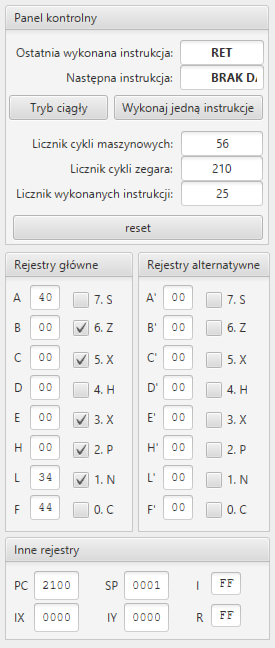 Panel kontrolny
Ostatnia wykonana instrukcja: RET
Następna instrukcja: BRAK DA
Tryb ciągły Wykonaj jedną instrukcje
Licznik cykli maszynowych: 56
Licznik cykli zegara: 210
Licznik wykonanych instrukcji: 25
reset
Rejestry główne Rejestry alternatywne
A 40 7. S A' 00 7. S
B 00 6. Z B' 00 6. Z
C 00 5. X C' 00 5. X
D 00 4. H D' 00 4. H
E 00 3. X E' 00 3. X
H 00 2. P H' 00 2. P
L 34 1. N L' 00 1. N
F 44 0. C F' 00 0. C
Inne rejestry
PC 2100 SP 0001 I FF
IX 0000 IY 0000 R FF